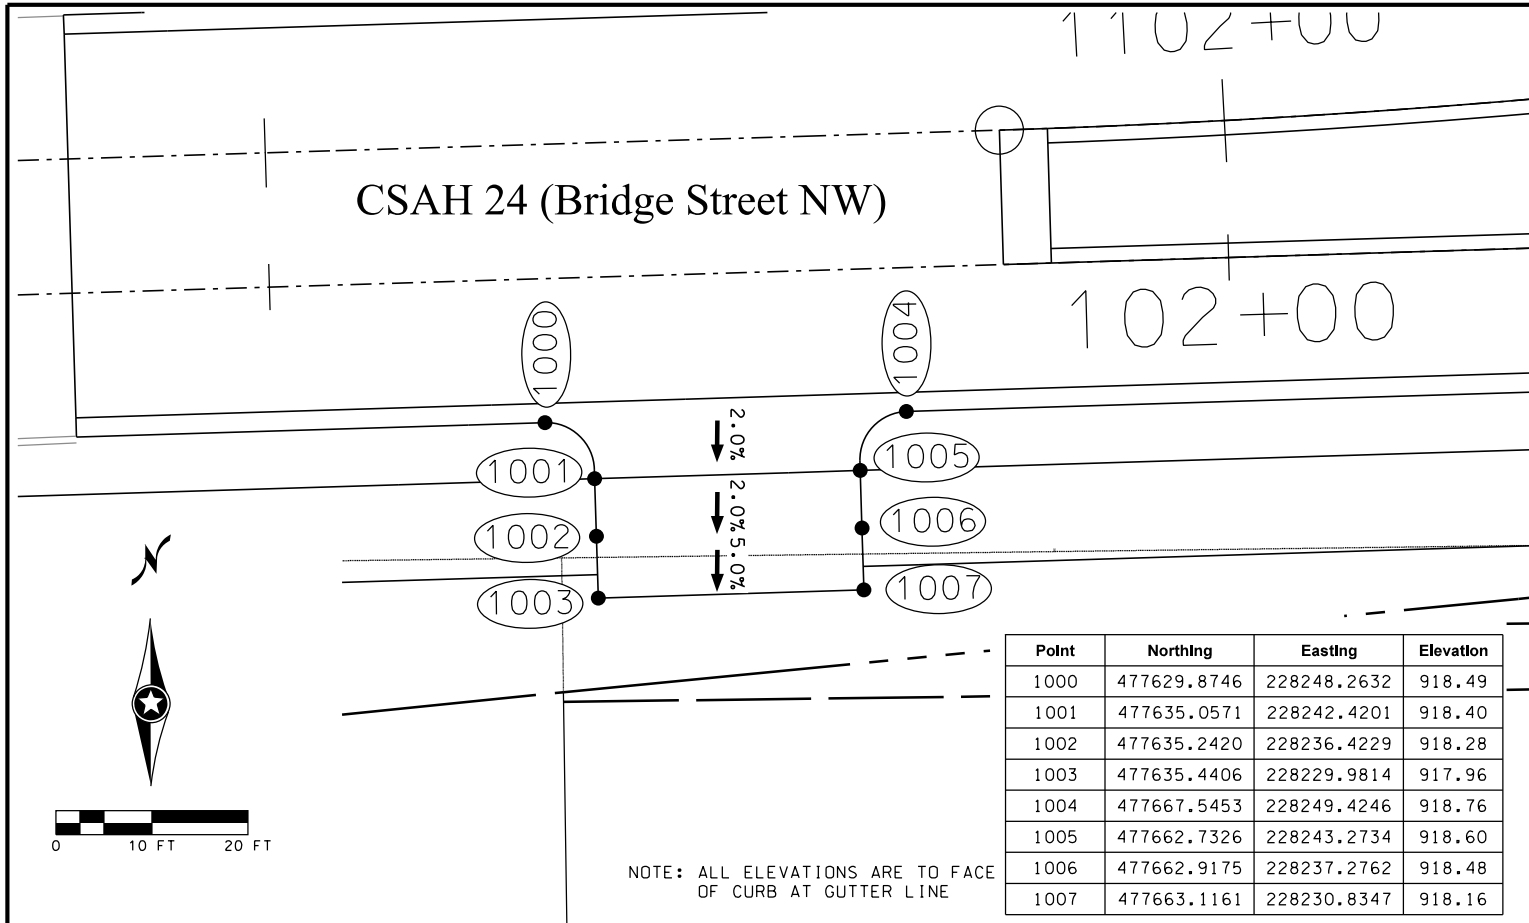 1102+00
CSAH 24 (Bridge Street NW)
102+00
1000
1004
2.0%
1001
1005
2.0%
1002
1006
5.0%
1003
1007
N
0 10 FT 20 FT
NOTE: ALL ELEVATIONS ARE TO FACE
OF CURB AT GUTTER LINE
Point Northing Easting Elevation
1000 477629.8746 228248.2632 918.49
1001 477635.0571 228242.4201 918.40
1002 477635.2420 228236.4229 918.28
1003 477635.4406 228229.9814 917.96
1004 477667.5453 228249.4246 918.76
1005 477662.7326 228243.2734 918.60
1006 477662.9175 228237.2762 918.48
1007 477663.1161 228230.8347 918.16